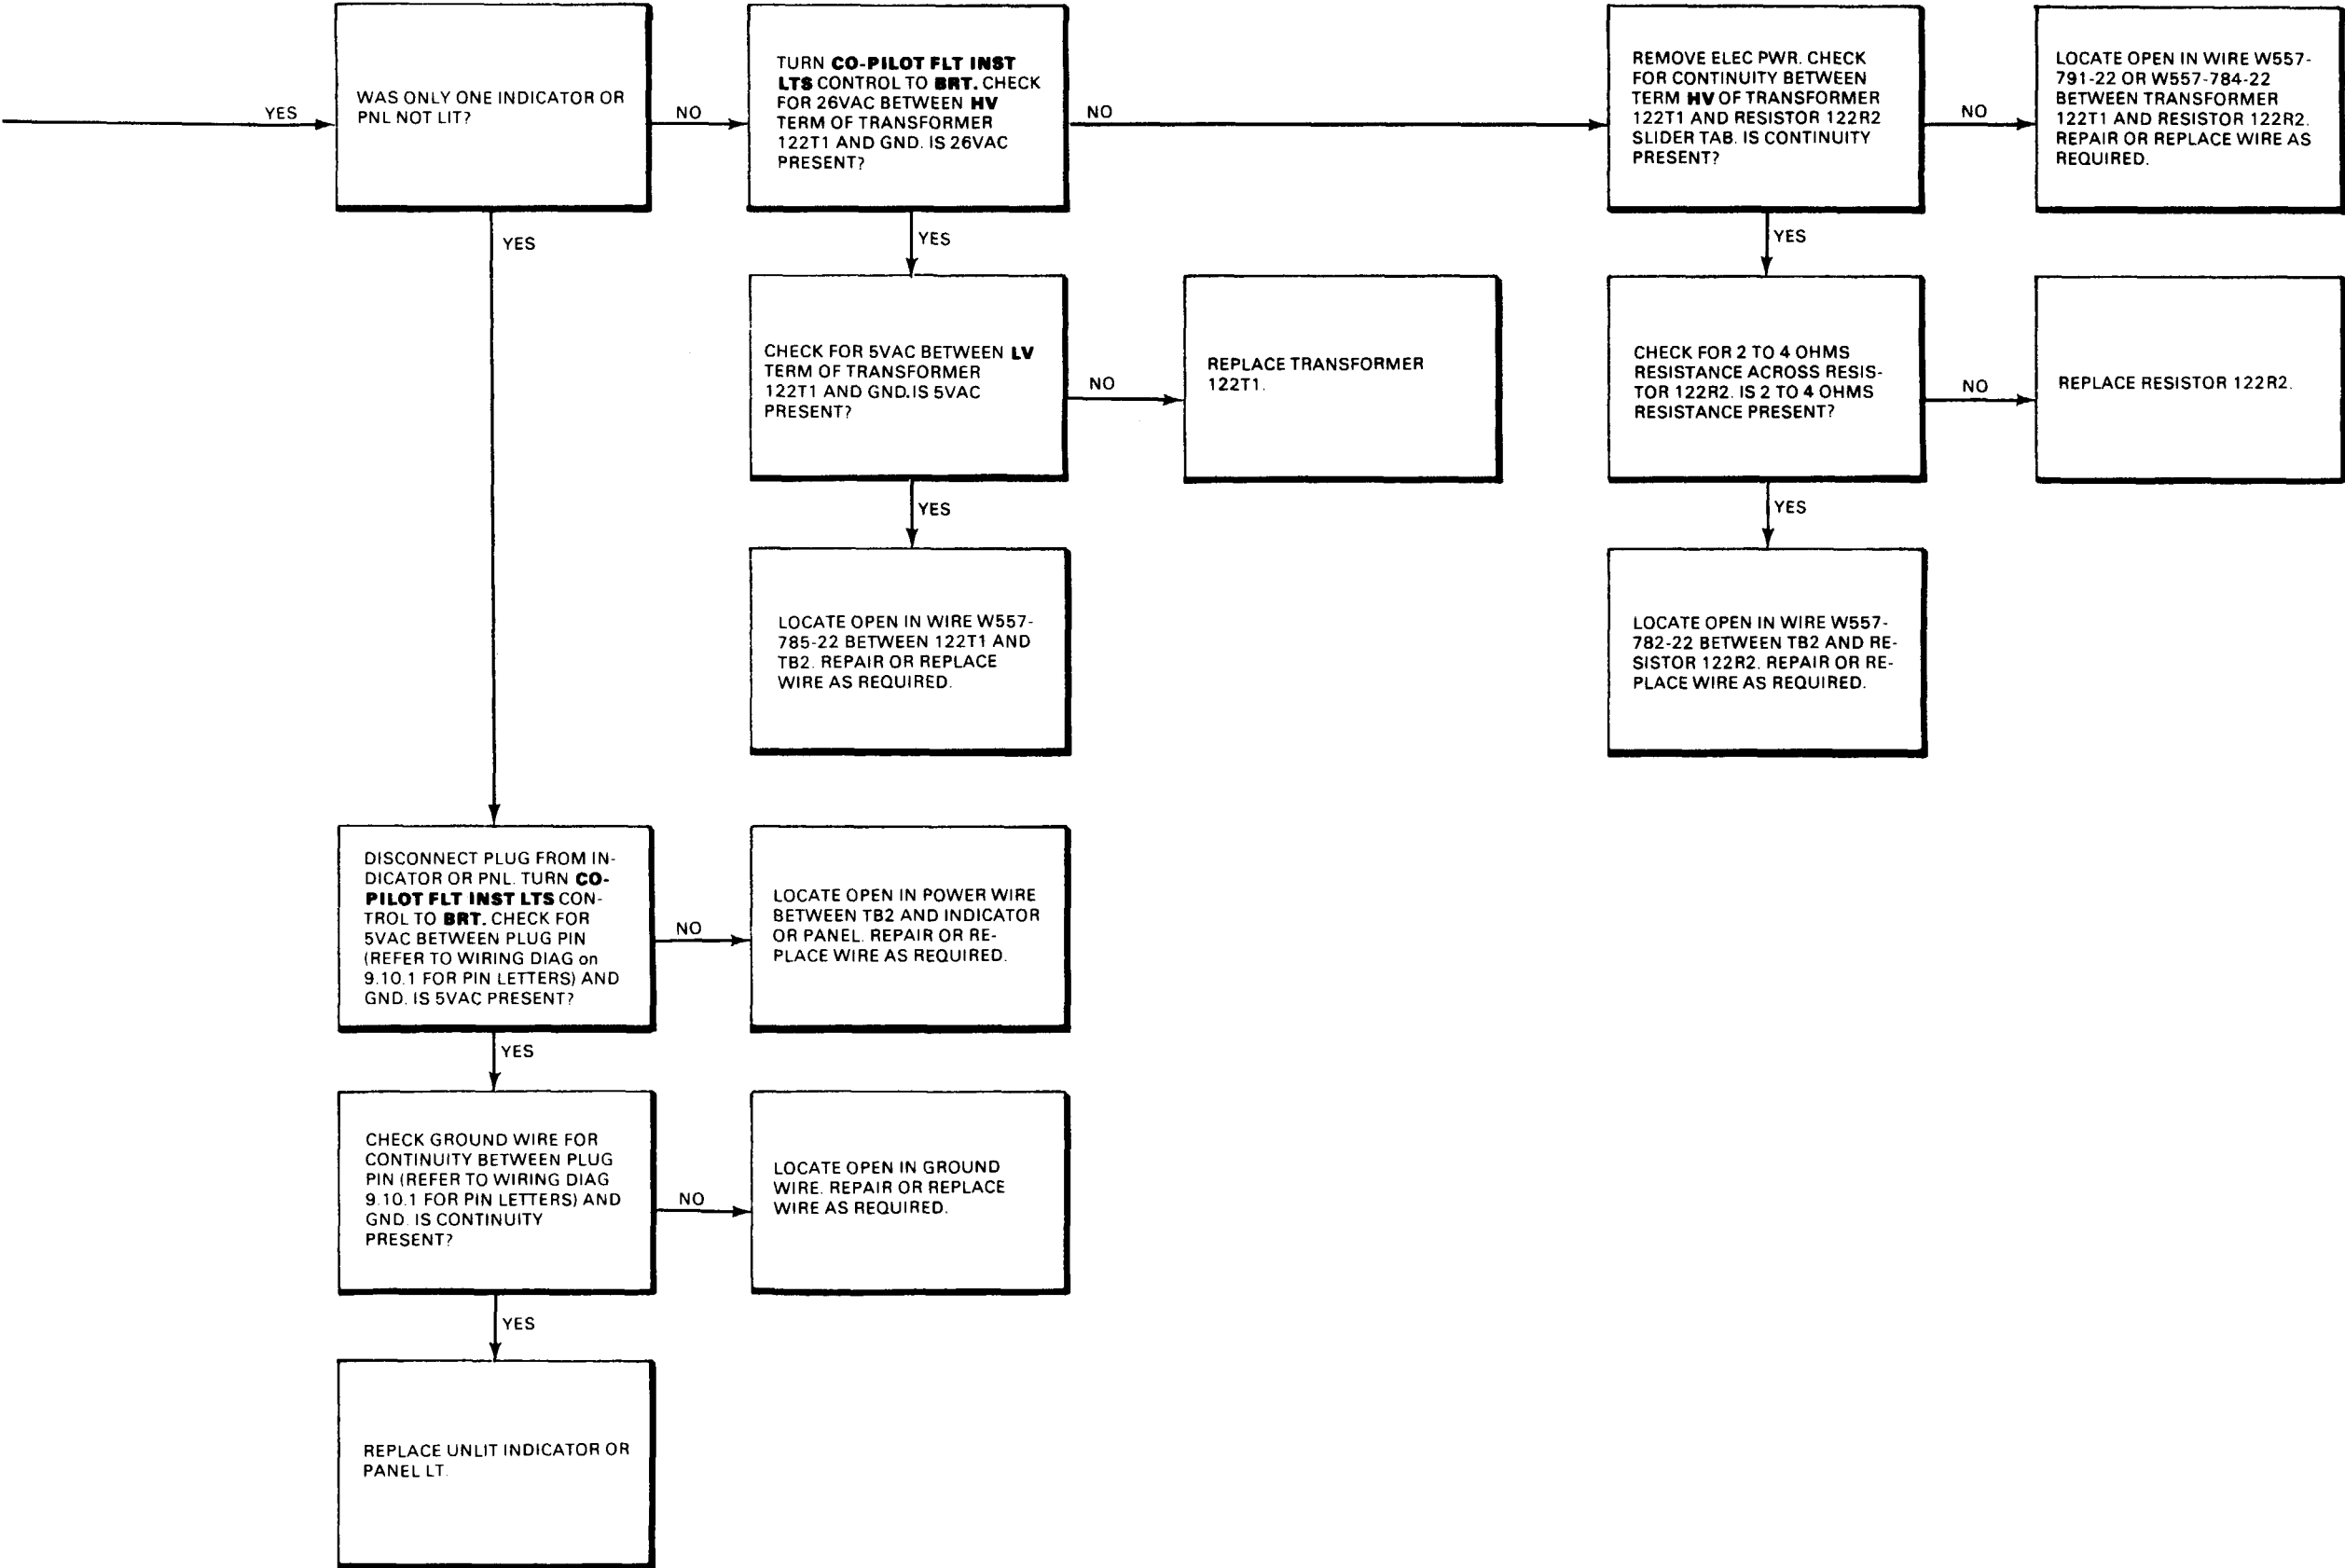 YES
WAS ONLY ONE INDICATOR OR
PNL NOT LIT?
NO
TURN CO-PILOT FLT INST
LTS CONTROL TO BRT. CHECK
FOR 26VAC BETWEEN HV
TERM OF TRANSFORMER
122T1 AND GND. IS 26VAC
PRESENT?
NO
REMOVE ELEC PWR. CHECK
FOR CONTINUITY BETWEEN
TERM HV OF TRANSFORMER
122T1 AND RESISTOR 122R2
SLIDER TAB. IS CONTINUITY
PRESENT?
NO
LOCATE OPEN IN WIRE W557-
791-22 OR W557-784-22
BETWEEN TRANSFORMER
122T1 AND RESISTOR 122R2.
REPAIR OR REPLACE WIRE AS
REQUIRED.
YES
YES
YES
CHECK FOR 5VAC BETWEEN LV
TERM OF TRANSFORMER
122T1 AND GND. IS 5VAC
PRESENT?
NO
REPLACE TRANSFORMER
122T1.
CHECK FOR 2 TO 4 OHMS
RESISTANCE ACROSS RESIS-
TOR 122R2. IS 2 TO 4 OHMS
RESISTANCE PRESENT?
NO
REPLACE RESISTOR 122R2.
YES
YES
LOCATE OPEN IN WIRE W557-
785-22 BETWEEN 122T1 AND
TB2. REPAIR OR REPLACE
WIRE AS REQUIRED.
LOCATE OPEN IN WIRE W557-
782-22 BETWEEN TB2 AND RE-
SISTOR 122R2. REPAIR OR RE-
PLACE WIRE AS REQUIRED.
DISCONNECT PLUG FROM IN-
DICATOR OR PNL. TURN CO-
PILOT FLT INST LTS CON-
TROL TO BRT. CHECK FOR
5VAC BETWEEN PLUG PIN
(REFER TO WIRING DIAG on
9.10.1 FOR PIN LETTERS) AND
GND. IS 5VAC PRESENT?
NO
LOCATE OPEN IN POWER WIRE
BETWEEN TB2 AND INDICATOR
OR PANEL. REPAIR OR RE-
PLACE WIRE AS REQUIRED.
YES
CHECK GROUND WIRE FOR
CONTINUITY BETWEEN PLUG
PIN (REFER TO WIRING DIAG
9.10.1 FOR PIN LETTERS) AND
GND. IS CONTINUITY
PRESENT?
NO
LOCATE OPEN IN GROUND
WIRE. REPAIR OR REPLACE
WIRE AS REQUIRED.
YES
REPLACE UNLIT INDICATOR OR
PANEL LT.